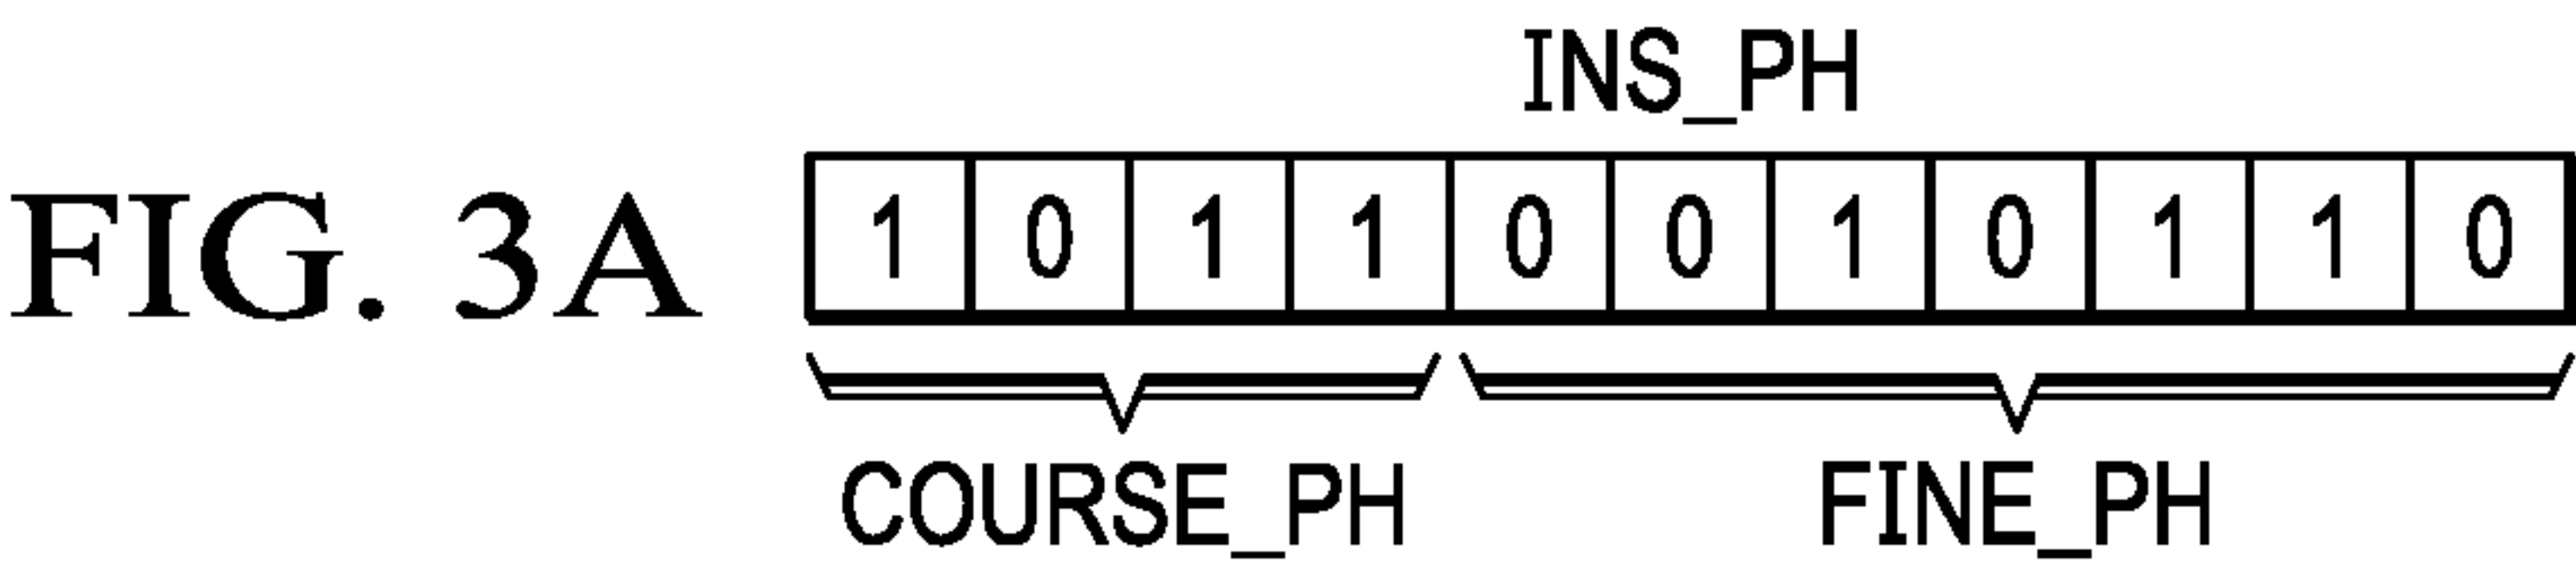 INS_PH
FIG. 3A 1 0 1 1 0 0 1 0 1 1 0
COURSE_PH FINE_PH